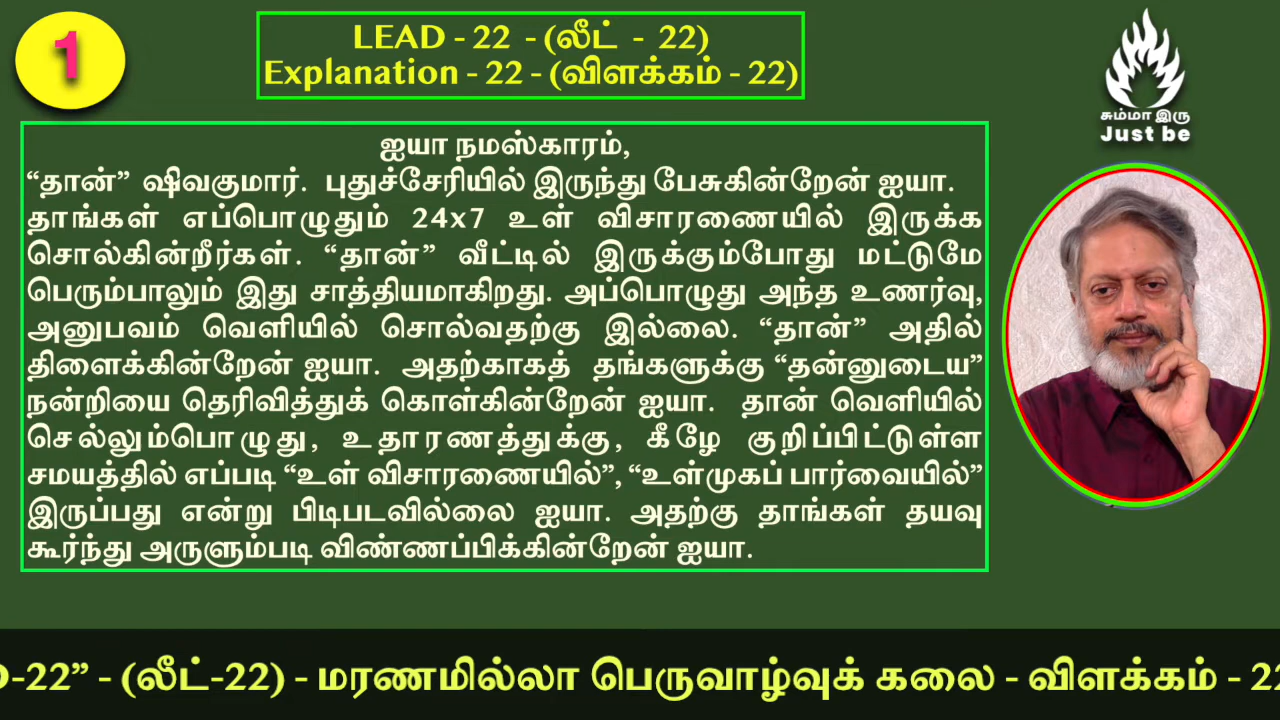 1
LEAD - 22 - (லீட் - 22)
Explanation - 22 - (விளக்கம் - 22)
சும்மா இரு
Just be
ஐயா நமஸ்காரம்,
“தான்” ஷிவகுமார். புதுச்சேரியில் இருந்து பேசுகின்றேன் ஐயா.
தாங்கள் எப்பொழுதும் 24x7 உள் விசாரணையில் இருக்க
சொல்கின்றீர்கள். “தான்” வீட்டில் இருக்கும்போது மட்டுமே
பெரும்பாலும் இது சாத்தியமாகிறது. அப்பொழுது அந்த உணர்வு,
அனுபவம் வெளியில் சொல்வதற்கு இல்லை. “தான்” அதில்
திளைக்கின்றேன் ஐயா. அதற்காகத் தங்களுக்கு “தன்னுடைய”
நன்றியை தெரிவித்துக் கொள்கின்றேன் ஐயா. தான் வெளியில்
செல்லும்பொழுது, உதாரணத்துக்கு, கீழே குறிப்பிட்டுள்ள
சமயத்தில் எப்படி “உள் விசாரணையில்”, “உள்முகப் பார்வையில்”
இருப்பது என்று பிடிபடவில்லை ஐயா. அதற்கு தாங்கள் தயவு
கூர்ந்து அருளும்படி விண்ணப்பிக்கின்றேன் ஐயா.
D-22” - (லீட்-22) - மரணமில்லா பெருவாழ்வுக் கலை - விளக்கம் - 22